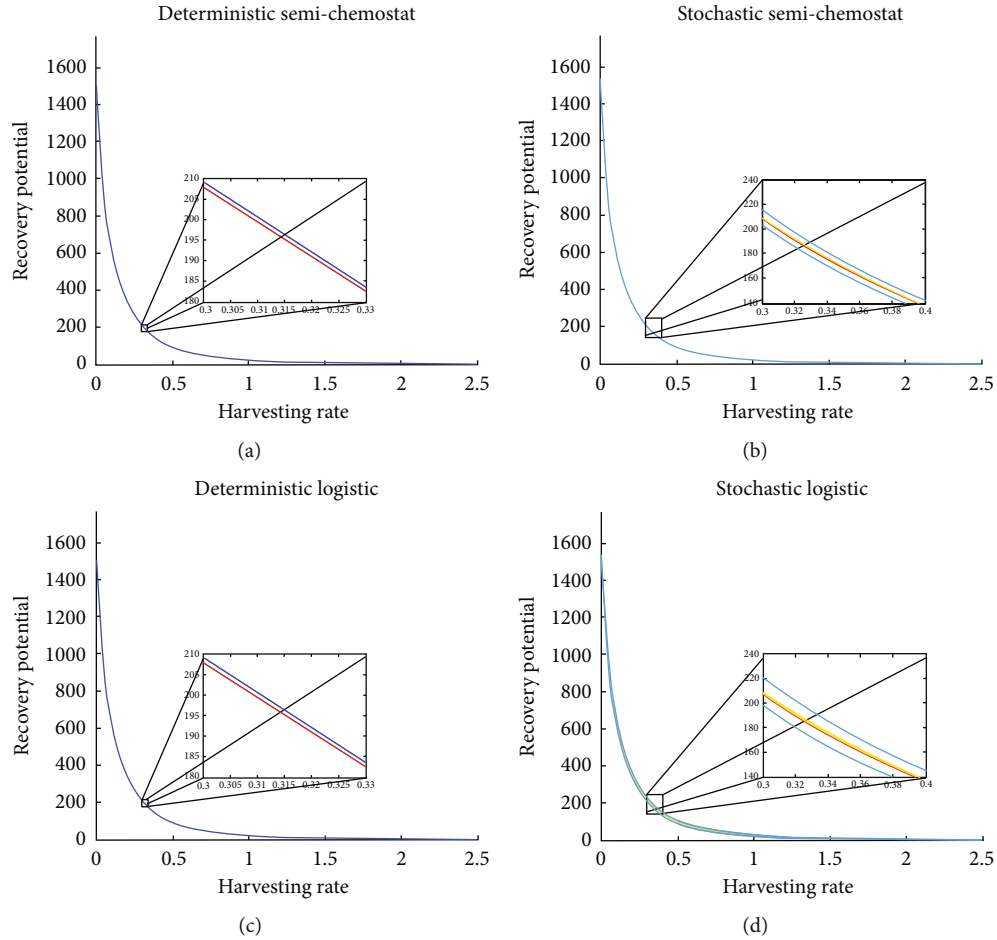 Deterministic semi-chemostat
Recovery potential
1600
1400
1200
1000
800
600
400
200
0
0 0.5 1 1.5 2 2.5
Harvesting rate
210
205
200
195
190
185
180
0.3 0.305 0.31 0.315 0.32 0.325 0.33
(a)
Stochastic semi-chemostat
Recovery potential
1600
1400
1200
1000
800
600
400
200
0
0 0.5 1 1.5 2 2.5
Harvesting rate
240
220
200
180
160
140
0.3 0.32 0.34 0.36 0.38 0.4
(b)
Deterministic logistic
Recovery potential
1600
1400
1200
1000
800
600
400
200
0
0 0.5 1 1.5 2 2.5
Harvesting rate
210
205
200
195
190
185
180
0.3 0.305 0.31 0.315 0.32 0.325 0.33
(c)
Stochastic logistic
Recovery potential
1600
1400
1200
1000
800
600
400
200
0
0 0.5 1 1.5 2 2.5
Harvesting rate
240
220
200
180
160
140
0.3 0.32 0.34 0.36 0.38 0.4
(d)